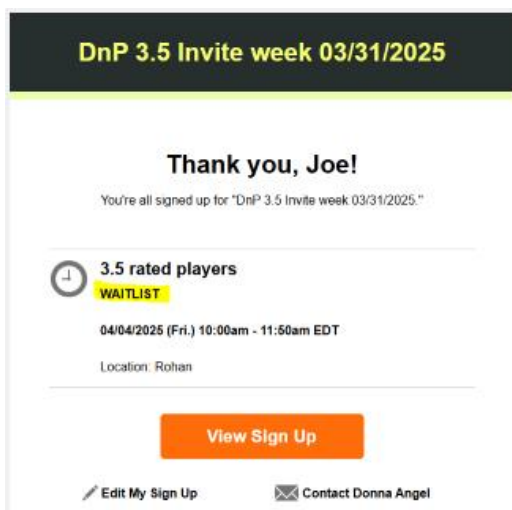 DnP 3.5 Invite week 03/31/2025
Thank you, Joe!
You're all signed up for "DnP 3.5 Invite week 03/31/2025."
3.5 rated players
WAITLIST
04/04/2025 (Fri.) 10:00am - 11:50am EDT
Location: Rohan
View Sign Up
Edit My Sign Up
Contact Donna Angel